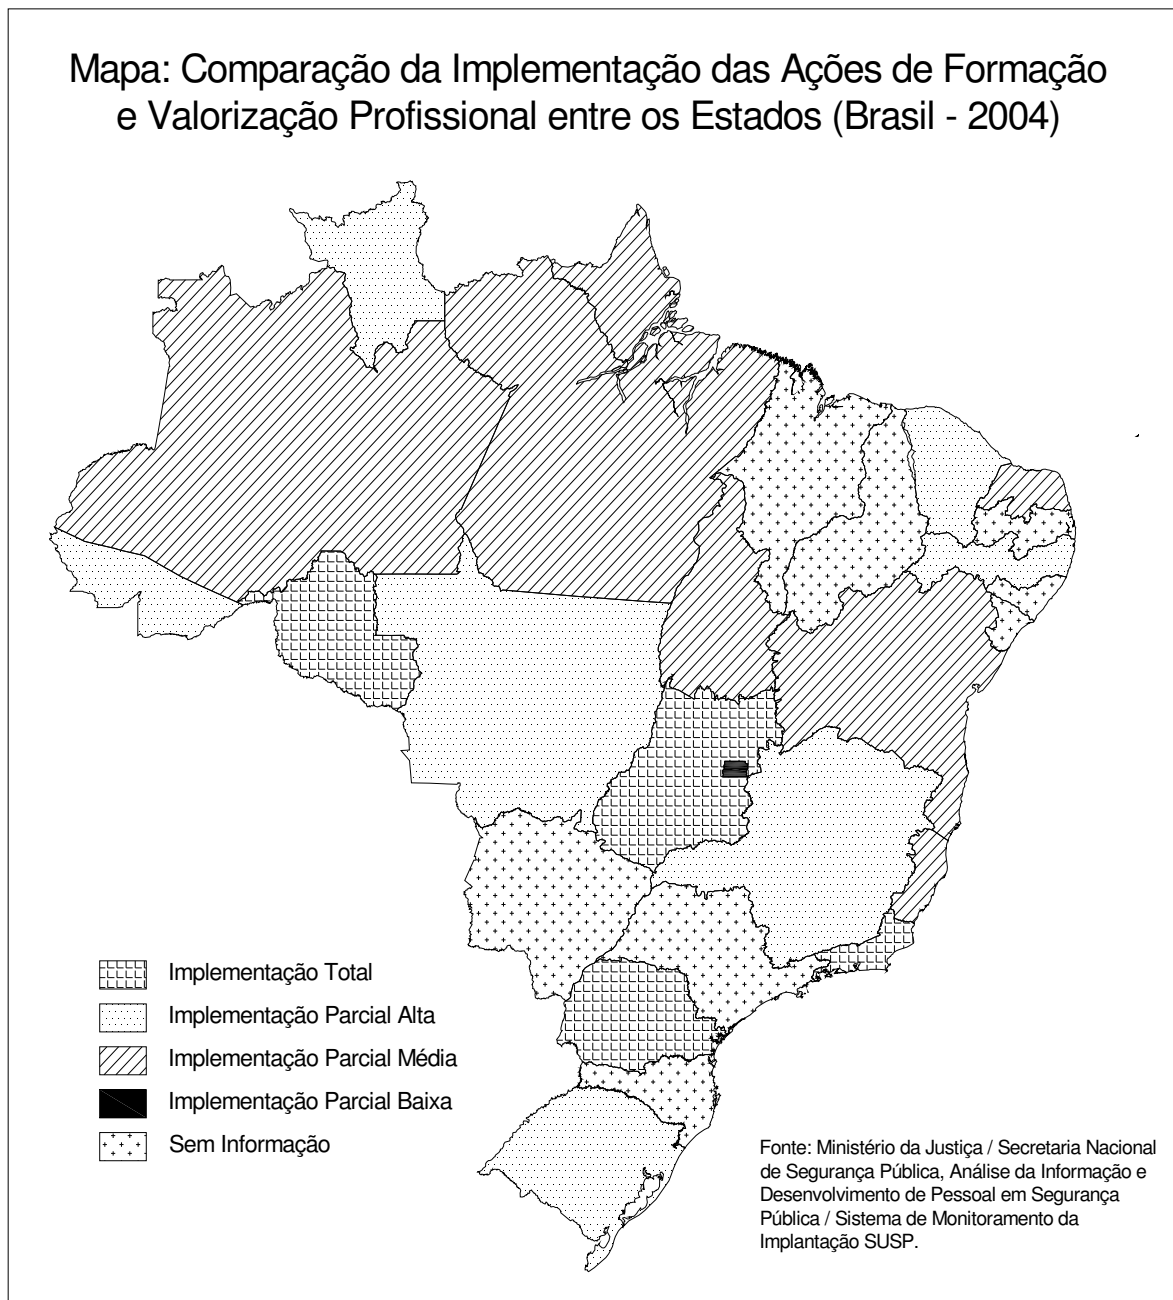 Mapa: Comparação da Implementação das Ações de Formação
e Valorização Profissional entre os Estados (Brasil - 2004)
Implementação Total
Implementação Parcial Alta
Implementação Parcial Média
Implementação Parcial Baixa
Sem Informação
Fonte: Ministério da Justiça / Secretaria Nacional
de Segurança Pública, Análise da Informação e
Desenvolvimento de Pessoal em Segurança
Pública / Sistema de Monitoramento da
Implantação SUSP.